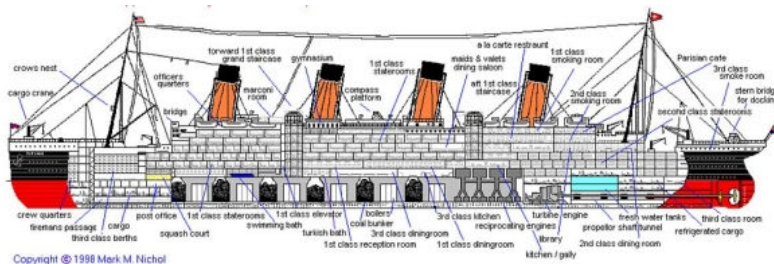 forward 1st class
grand staircase
gymnasium
1st class
staterooms
maids & valets
dining saloon
a la carte restraunt
1st class
smoking room
Parisian cafe
3rd class
smoke room
stern bridge
for dockin
crows nest
officers
quarters
marconi
room
compass
platform
aft 1st class
staircase
2nd class
smoking room
second class staterooms
cargo crane
bridge
crew quarters
firemans passage
third class berths
cargo
post office
squash court
1st class staterooms
swimming bath
1st class elevator
turkish bath
1st class reception room
boilers
coal bunker
3rd class diningroom
3rd class kitchen
1st class diningroom
reciprocating engines
kitchen / gally
library
turbine engine
propellor shaft tunnel
2nd class dining room
fresh water tanks
refrigerated cargo
third class room
Copyright © 1998 Mark M. Nichol